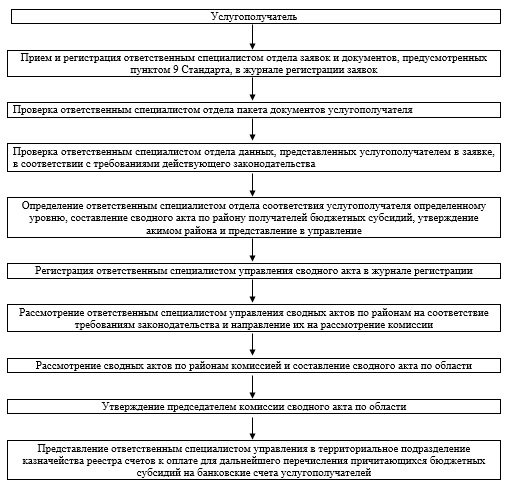 Услугополучатель
Прием и регистрация ответственным специалистом отдела заявок и документов, предусмотренных
пунктом 9 Стандарта, в журнале регистрации заявок
Проверка ответственным специалистом отдела пакета документов услугополучателя
Проверка ответственным специалистом отдела данных, представленных услугополучателем в заявке,
в соответствии с требованиями действующего законодательства
Определение ответственным специалистом отдела соответствия услугополучателя определенному
уровню, составление сводного акта по району получателей бюджетных субсидий, утверждение
акимом района и представление в управление
Регистрация ответственным специалистом управления сводного акта в журнале регистрации
Рассмотрение ответственным специалистом управления сводных актов по районам на соответствие
требованиям законодательства и направление их на рассмотрение комиссии
Рассмотрение сводных актов по районам комиссией и составление сводного акта по области
Утверждение председателем комиссии сводного акта по области
Представление ответственным специалистом управления в территориальное подразделение
казначейства реестра счетов к оплате для дальнейшего перечисления причитающихся бюджетных
субсидий на банковские счета услугополучателей